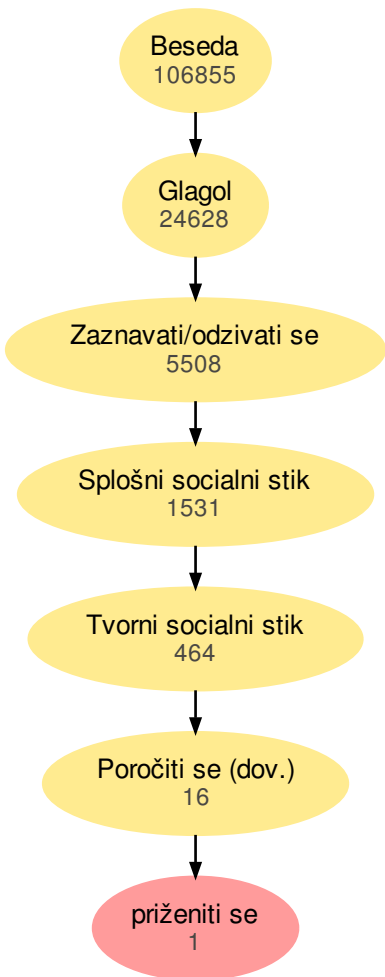 Beseda
106855
Glagol
24628
Zaznavati/odzivati se
5508
Splošni socialni stik
1531
Tvorni socialni stik
464
Poročiti se (dov.)
16
priženiti se
1